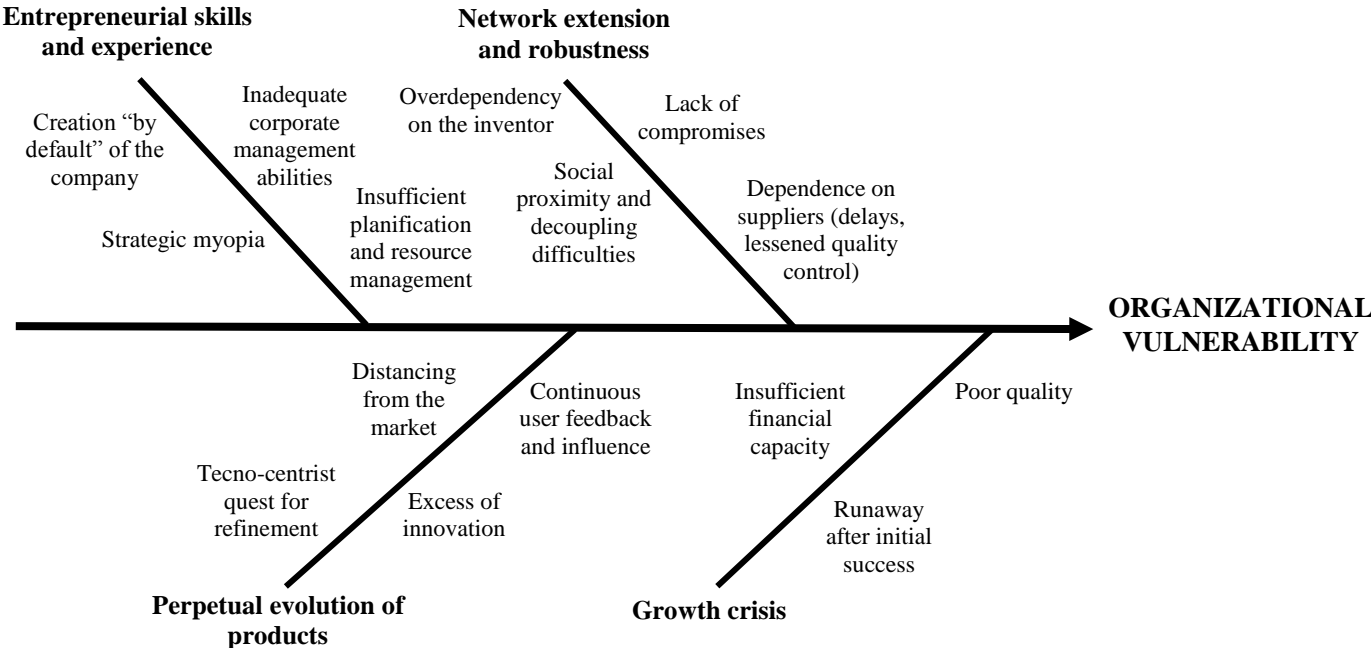 Entrepreneurial skills
and experience
Network extension
and robustness
Creation “by
default” of the
company
Inadequate
corporate
management
abilities
Strategic myopia
Insufficient
planification
and resource
management
Overdependency
on the inventor
Lack of
compromises
Social
proximity and
decoupling
difficulties
Dependence on
suppliers (delays,
lessened quality
control)
ORGANIZATIONAL
VULNERABILITY
Distancing
from the
market
Continuous
user feedback
and influence
Tecno-centrist
quest for
refinement
Excess of
innovation
Insufficient
financial
capacity
Poor quality
Runaway
after initial
success
Perpetual evolution of
products
Growth crisis